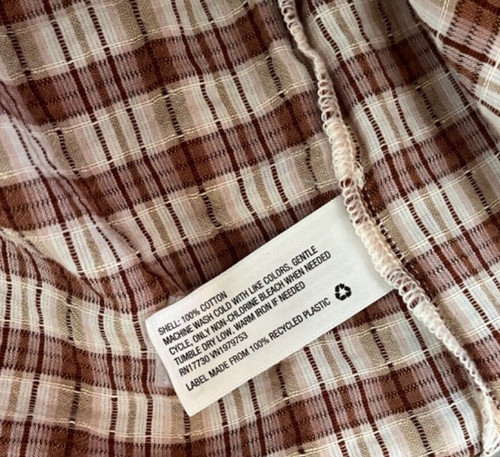 SHELL: 100% COTTON
MACHINE WASH COLD WITH LIKE COLORS, GENTLE
CYCLE, ONLY NON-CHLORINE BLEACH WHEN NEEDED
TUMBLE DRY LOW, WARM IRON IF NEEDED
RN17730 VN1979753
LABEL MADE FROM 100% RECYCLED PLASTIC